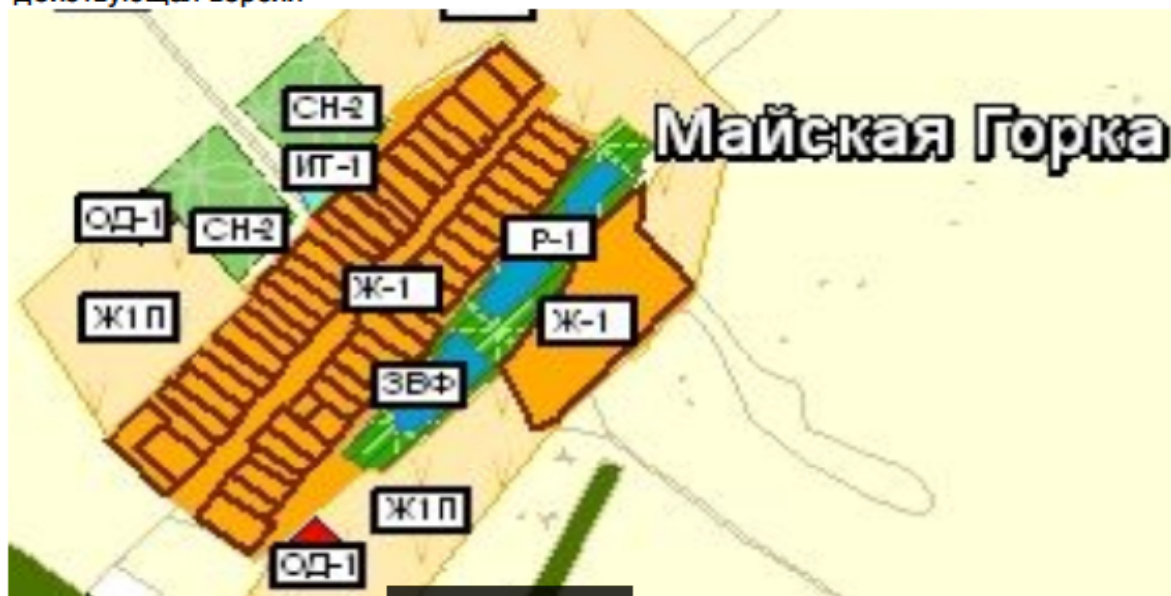 СН-2
Майская Горка
ИТ-1
ОД-1
СН-2
Р-1
Ж-1
Ж1П
Ж-1
ЗВФ
Ж1П
ОД-1